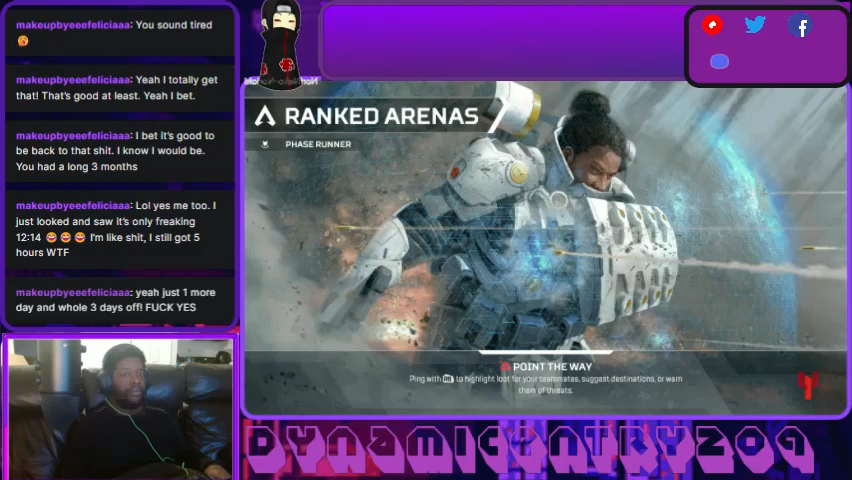 makeupbyeeefeliciaaa: You sound tired
makeupbyeeefeliciaaa: Yeah I totally get
that! That's good at least. Yeah I bet.
makeupbyeeefeliciaaa: I bet it's good to
be back to that shit. I know I would be.
You had a long 3 months
makeupbyeeefeliciaaa: Lol yes me too. I
just looked and saw it's only freaking
12:14 😂😂😂 I'm like shit, I still got 5
hours WTF
makeupbyeeefeliciaaa: yeah just 1 more
day and whole 3 days off! FUCK YES
RANKED ARENAS
PHASE RUNNER
POINT THE WAY
Ping with to highlight loot for your teammates, suggest destinations, or warn
them of threats.